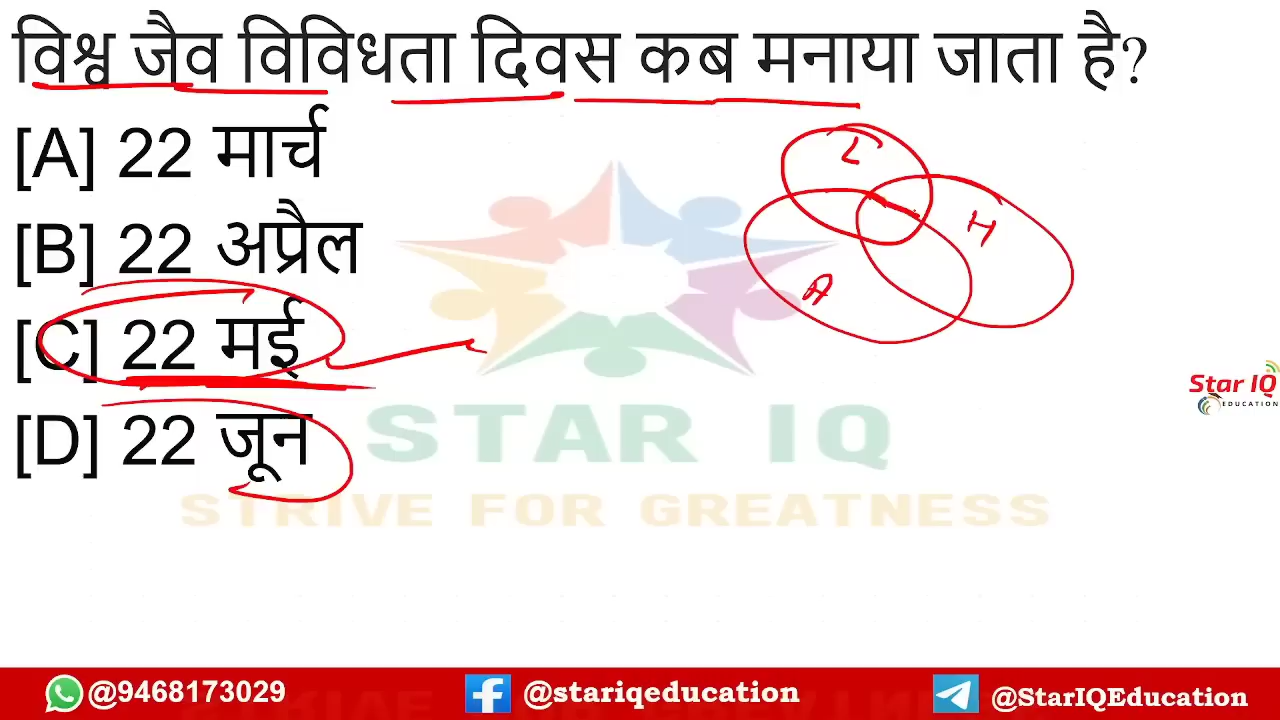 विश्व जैव विविधता दिवस कब मनाया जाता है?
[A] 22 मार्च
[B] 22 अप्रैल
[C] 22 मई
[D] 22 जून
L
H
A
Star IQ
EDUCATION
STAR IQ
STRIVE FOR GREATNESS
@9468173029
@stariqeducation
@StarIQEducation